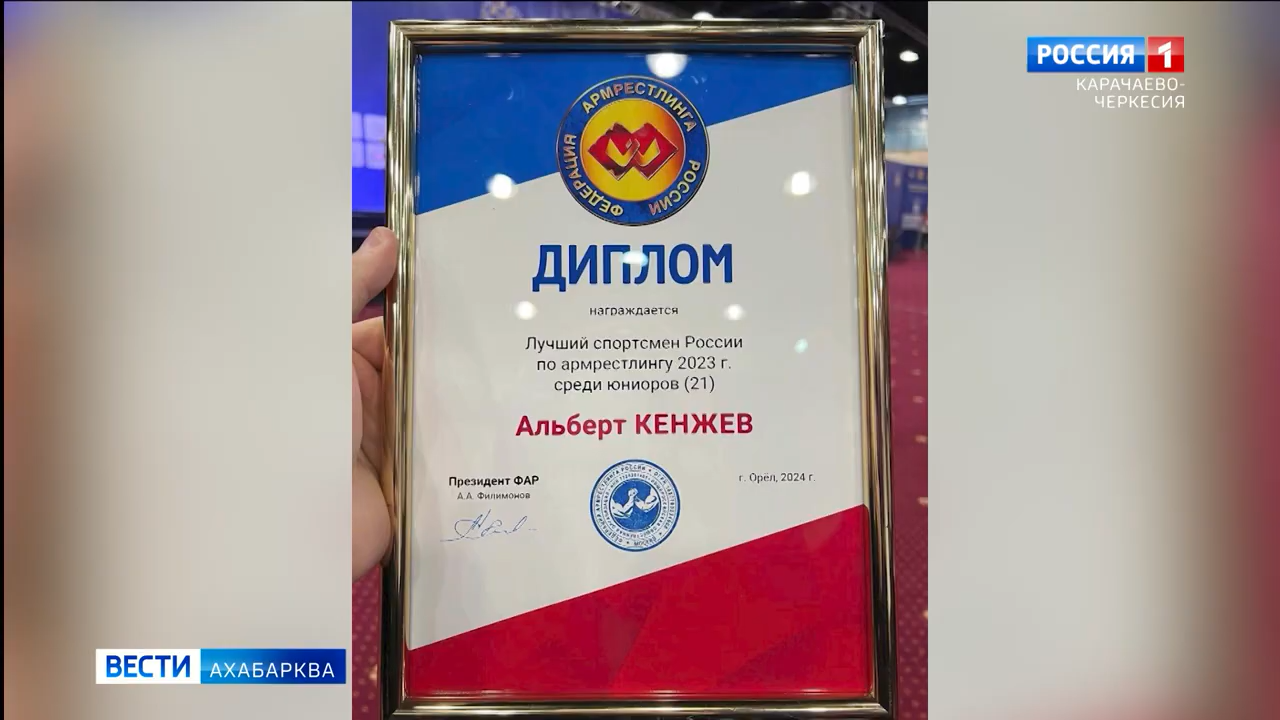 РОССИЯ 1
КАРАЧАЕВО-
ЧЕРКЕСИЯ
ФЕДЕРАЦИЯ АРМРЕСТЛИНГА РОССИИ
ДИПЛОМ
награждается
Лучший спортсмен России
по армрестлингу 2023 г.
среди юниоров (21)
Альберт КЕНЖЕВ
Президент ФАР
А.А. Филимонов
г. Орёл, 2024 г.
ВЕСТИ АХАБАРКВА